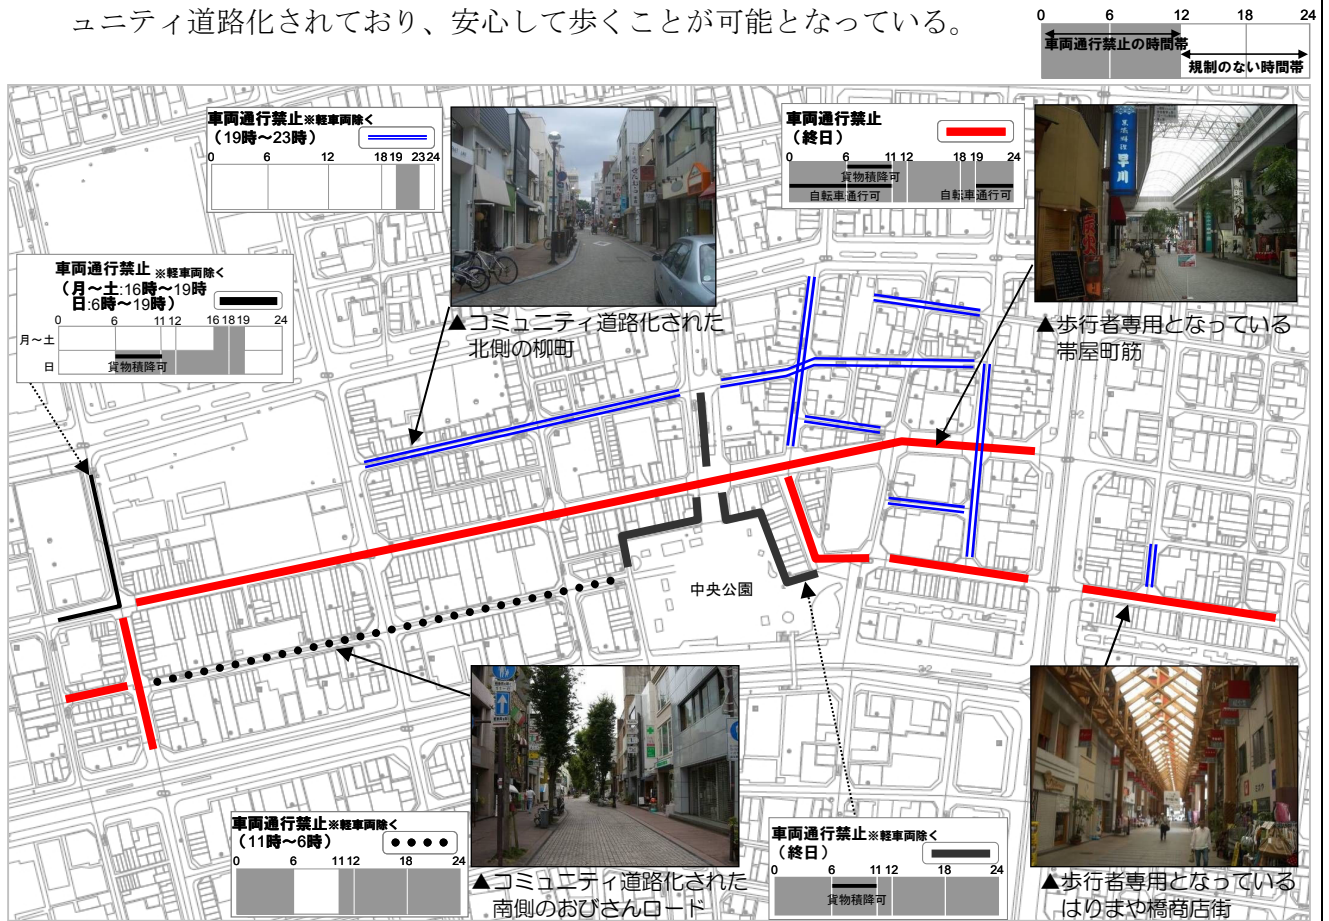 ュニティ道路化されており、安心して歩くことが可能となっている。
0 6 12 18 24
車両通行禁止の時間帯
規制のない時間帯
車両通行禁止※軽車両除く
（19時～23時）
0 6 12 18 19 23 24
車両通行禁止
（終日）
0 6 11 12 18 19 24
貨物積降可
自転車通行可 自転車通行可
早川
車両通行禁止 ※軽車両除く
（月～土:16時～19時
日:6時～19時）
0 6 11 12 16 18 19 24
月～土
日
貨物積降可
▲コミュニティ道路化された
北側の柳町
▲歩行者専用となっている
帯屋町筋
中央公園
車両通行禁止※軽車両除く
（11時～6時）
0 6 11 12 18 24
▲コミュニティ道路化された
南側のおびさんロード
車両通行禁止※軽車両除く
（終日）
0 6 11 12 18 24
貨物積降可
▲歩行者専用となっている
はりまや橋商店街